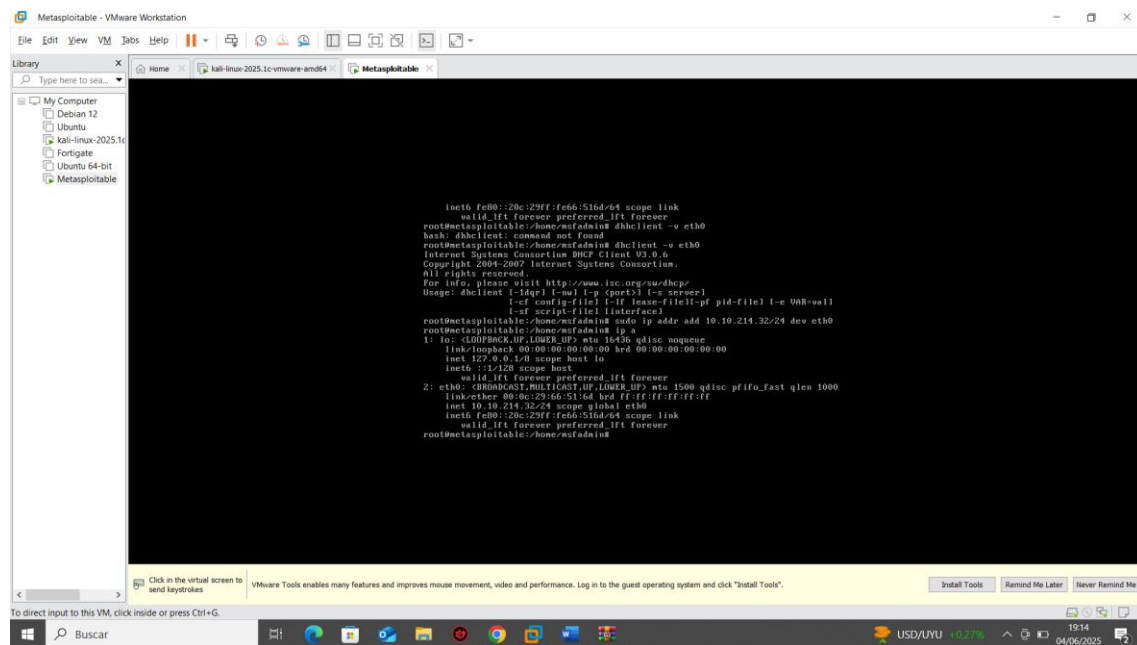 Metasploitable - VMware Workstation
File Edit View VM Tabs Help
Library
Type here to sea...
Home
kali-linux-2025.1c-vmware-amd64
Metasploitable
My Computer
Debian 12
Ubuntu
kali-linux-2025.1c
Fortigate
Ubuntu 64-bit
Metasploitable
inet6 fe80::20c:29ff:fe66:516d/64 scope link
valid_lft forever preferred_lft forever
root@metasploitable:/home/msfadmin# dhhclient -v eth0
bash: dhhclient: command not found
root@metasploitable:/home/msfadmin# dhclient -v eth0
Internet Systems Consortium DHCP Client V3.0.6
Copyright 2004-2007 Internet Systems Consortium.
All rights reserved.
For info, please visit http://www.isc.org/sw/dhcp/
Usage: dhclient [-1dqr] [-nw] [-p <port>] [-s server]
[-cf config-file] [-lf lease-file][-pf pid-file] [-e VAR=val]
[-sf script-file] [interface]
root@metasploitable:/home/msfadmin# sudo ip addr add 10.10.214.32/24 dev eth0
root@metasploitable:/home/msfadmin# ip a
1: lo: <LOOPBACK,UP,LOWER_UP> mtu 16436 qdisc noqueue
link/loopback 00:00:00:00:00:00 brd 00:00:00:00:00:00
inet 127.0.0.1/8 scope host lo
inet6 ::1/128 scope host
valid_lft forever preferred_lft forever
2: eth0: <BROADCAST,MULTICAST,UP,LOWER_UP> mtu 1500 qdisc pfifo_fast qlen 1000
link/ether 00:0c:29:66:51:6d brd ff:ff:ff:ff:ff:ff
inet 10.10.214.32/24 scope global eth0
inet6 fe80::20c:29ff:fe66:516d/64 scope link
valid_lft forever preferred_lft forever
root@metasploitable:/home/msfadmin#
Click in the virtual screen to
send keystrokes
VMware Tools enables many features and improves mouse movement, video and performance. Log in to the guest operating system and click "Install Tools".
Install Tools
Remind Me Later
Never Remind Me
To direct input to this VM, click inside or press Ctrl+G.
Buscar
USD/UYU +0,27%
19:14
04/06/2025